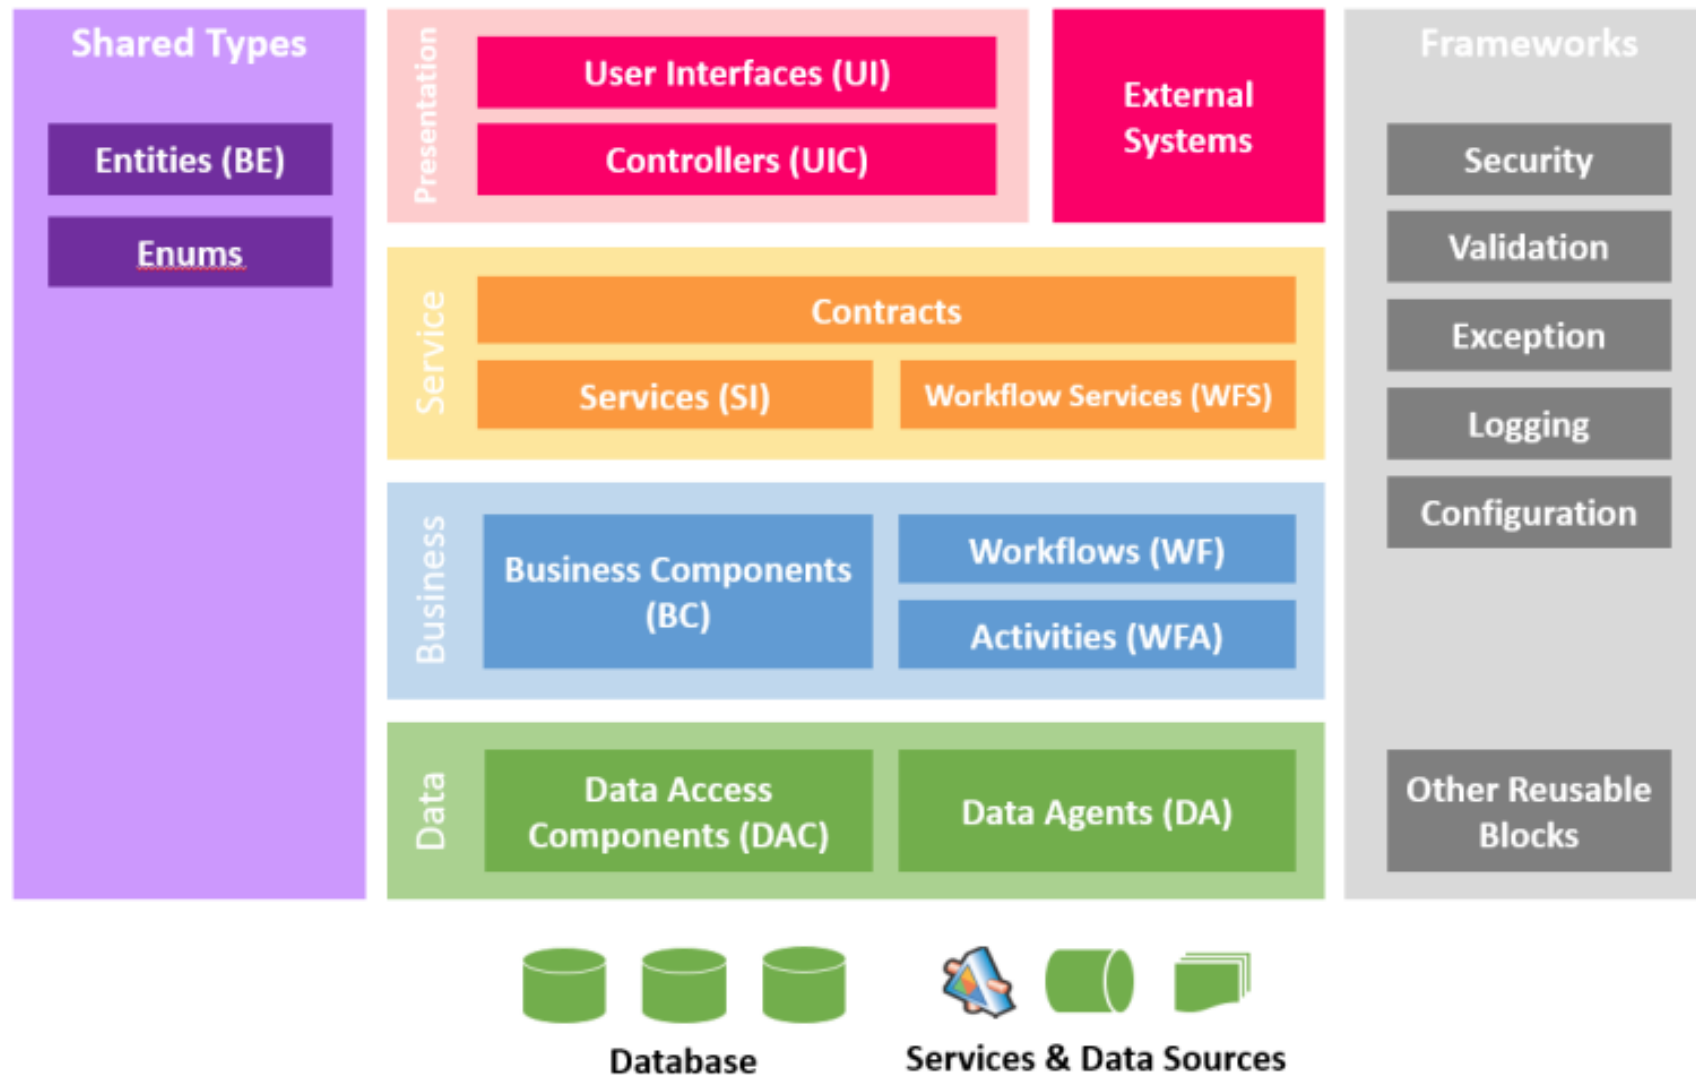 Shared Types
Entities (BE)
Enums
Presentation
User Interfaces (UI)
Controllers (UIC)
External
Systems
Service
Contracts
Services (SI)
Workflow Services (WFS)
Business
Business Components
(BC)
Workflows (WF)
Activities (WFA)
Data
Data Access
Components (DAC)
Data Agents (DA)
Frameworks
Security
Validation
Exception
Logging
Configuration
Other Reusable
Blocks
Database
Services & Data Sources